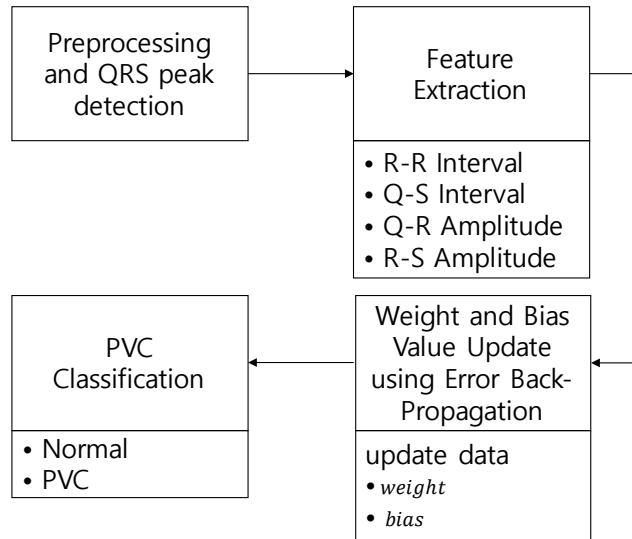 Preprocessing
and QRS peak
detection
Feature
Extraction
• R-R Interval
• Q-S Interval
• Q-R Amplitude
• R-S Amplitude
Weight and Bias
Value Update
using Error Back-
Propagation
update data
• weight
• bias
PVC
Classification
• Normal
• PVC